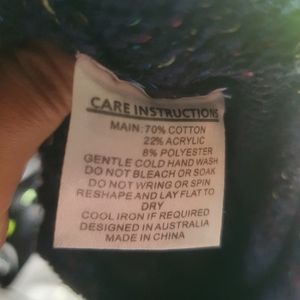 CARE INSTRUCTIONS
MAIN: 70% COTTON
22% ACRYLIC
8% POLYESTER
GENTLE COLD HAND WASH
DO NOT BLEACH OR SOAK
DO NOT WRING OR SPIN
RESHAPE AND LAY FLAT TO
DRY
COOL IRON IF REQUIRED
DESIGNED IN AUSTRALIA
MADE IN CHINA